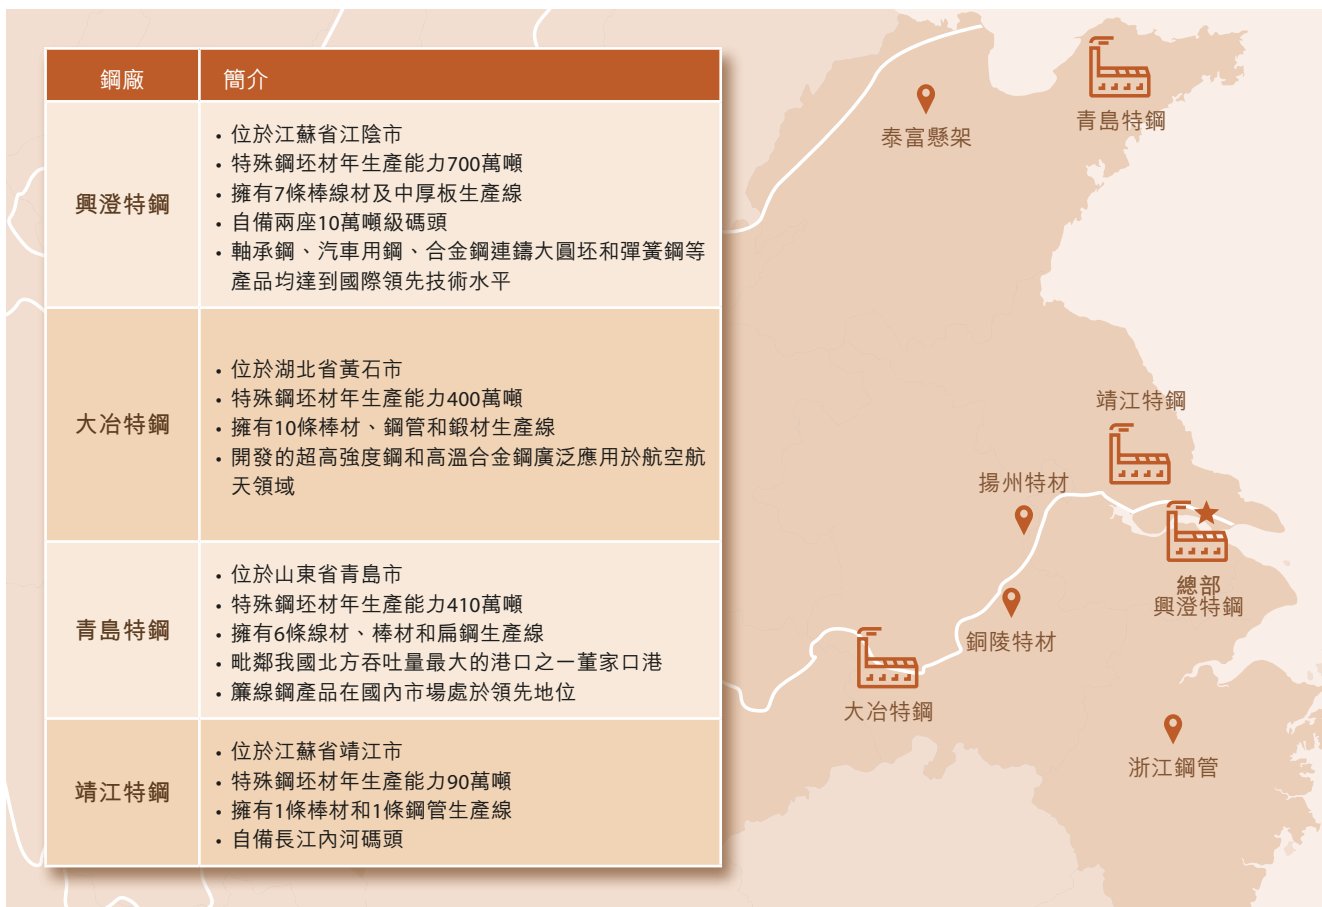 鋼廠 簡介
興澄特鋼
• 位於江蘇省江陰市
• 特殊鋼坯材年生產能力700萬噸
• 擁有7條棒線材及中厚板生產線
• 自備兩座10萬噸級碼頭
• 軸承鋼、汽車用鋼、合金鋼連鑄大圓坯和彈簧鋼等
產品均達到國際領先技術水平
大冶特鋼
• 位於湖北省黃石市
• 特殊鋼坯材年生產能力400萬噸
• 擁有10條棒材、鋼管和鍛材生產線
• 開發的超高強度鋼和高溫合金鋼廣泛應用於航空航
天領域
青島特鋼
• 位於山東省青島市
• 特殊鋼坯材年生產能力410萬噸
• 擁有6條線材、棒材和扁鋼生產線
• 毗鄰我國北方吞吐量最大的港口之一董家口港
• 簾線鋼產品在國內市場處於領先地位
靖江特鋼
• 位於江蘇省靖江市
• 特殊鋼坯材年生產能力90萬噸
• 擁有1條棒材和1條鋼管生產線
• 自備長江內河碼頭
青島特鋼
泰富懸架
靖江特鋼
揚州特材
總部
興澄特鋼
銅陵特材
大冶特鋼
浙江鋼管